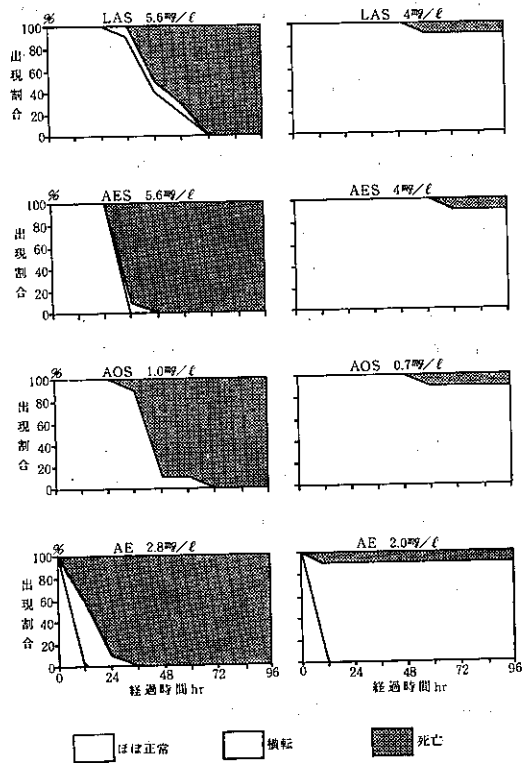 LAS 5.6mg/ℓ
LAS 4mg/ℓ
%
100
80
60
40
20
0
出現割合
AES 5.6mg/ℓ
AES 4mg/ℓ
%
100
80
60
40
20
0
出現割合
AOS 1.0mg/ℓ
AOS 0.7mg/ℓ
%
100
80
60
40
20
0
出現割合
AE 2.8mg/ℓ
AE 2.0mg/ℓ
%
100
80
60
40
20
0
出現割合
0 24 48 72 96
0 24 48 72 96
経過時間hr
経過時間hr
ほぼ正常 横転 死亡